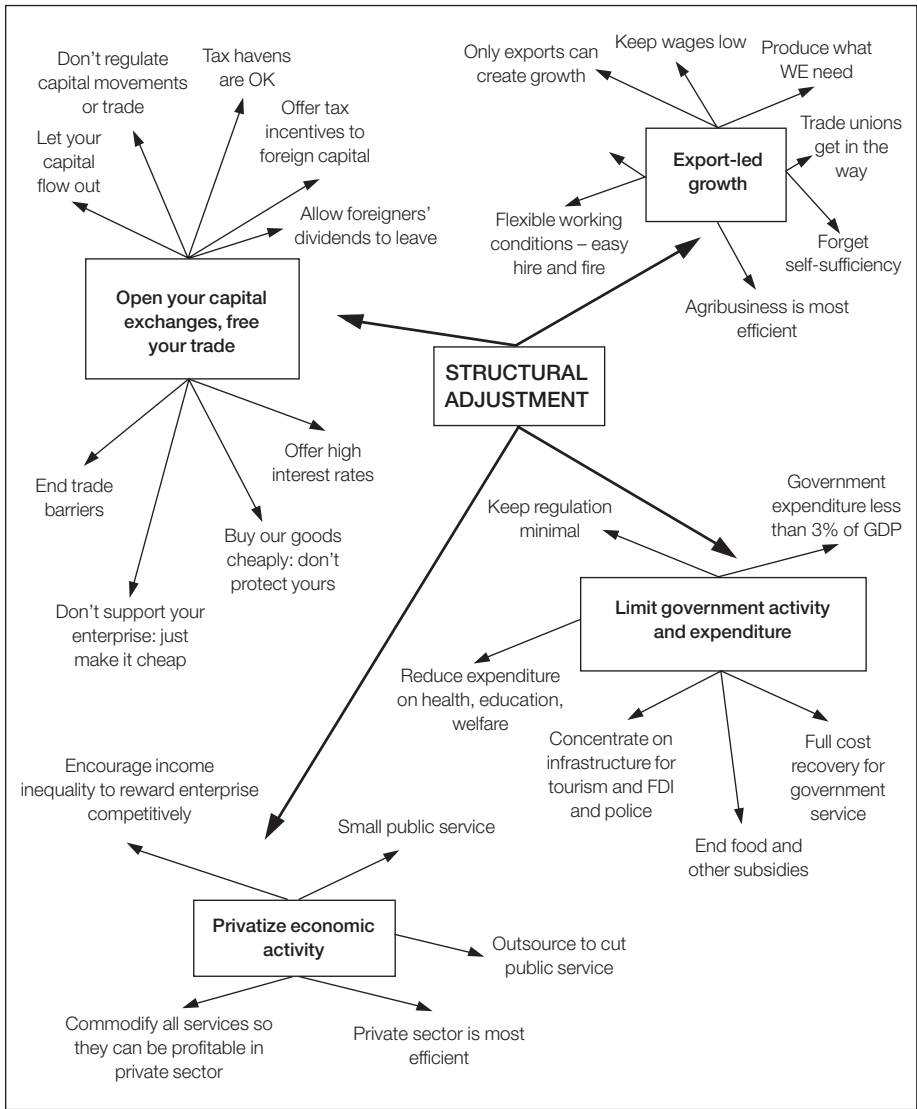 Don’t regulate
capital movements
or trade
Tax havens
are OK
Let your
capital
flow out
Offer tax
incentives to
foreign capital
Allow foreigners’
dividends to leave
Open your capital
exchanges, free
your trade
End trade
barriers
Don’t support your
enterprise: just
make it cheap
Buy our goods
cheaply: don’t
protect yours
Offer high
interest rates
Only exports can
create growth
Keep wages low
Produce what
WE need
Export-led
growth
Trade unions
get in the
way
Flexible working
conditions – easy
hire and fire
Forget
self-sufficiency
Agribusiness is most
efficient
STRUCTURAL
ADJUSTMENT
Keep regulation
minimal
Government
expenditure less
than 3% of GDP
Limit government activity
and expenditure
Reduce expenditure
on health, education,
welfare
Concentrate on
infrastructure for
tourism and FDI
and police
End food and
other subsidies
Full cost
recovery for
government
service
Encourage income
inequality to reward enterprise
competitively
Small public service
Privatize economic
activity
Outsource to cut
public service
Commodify all services so
they can be profitable in
private sector
Private sector is most
efficient